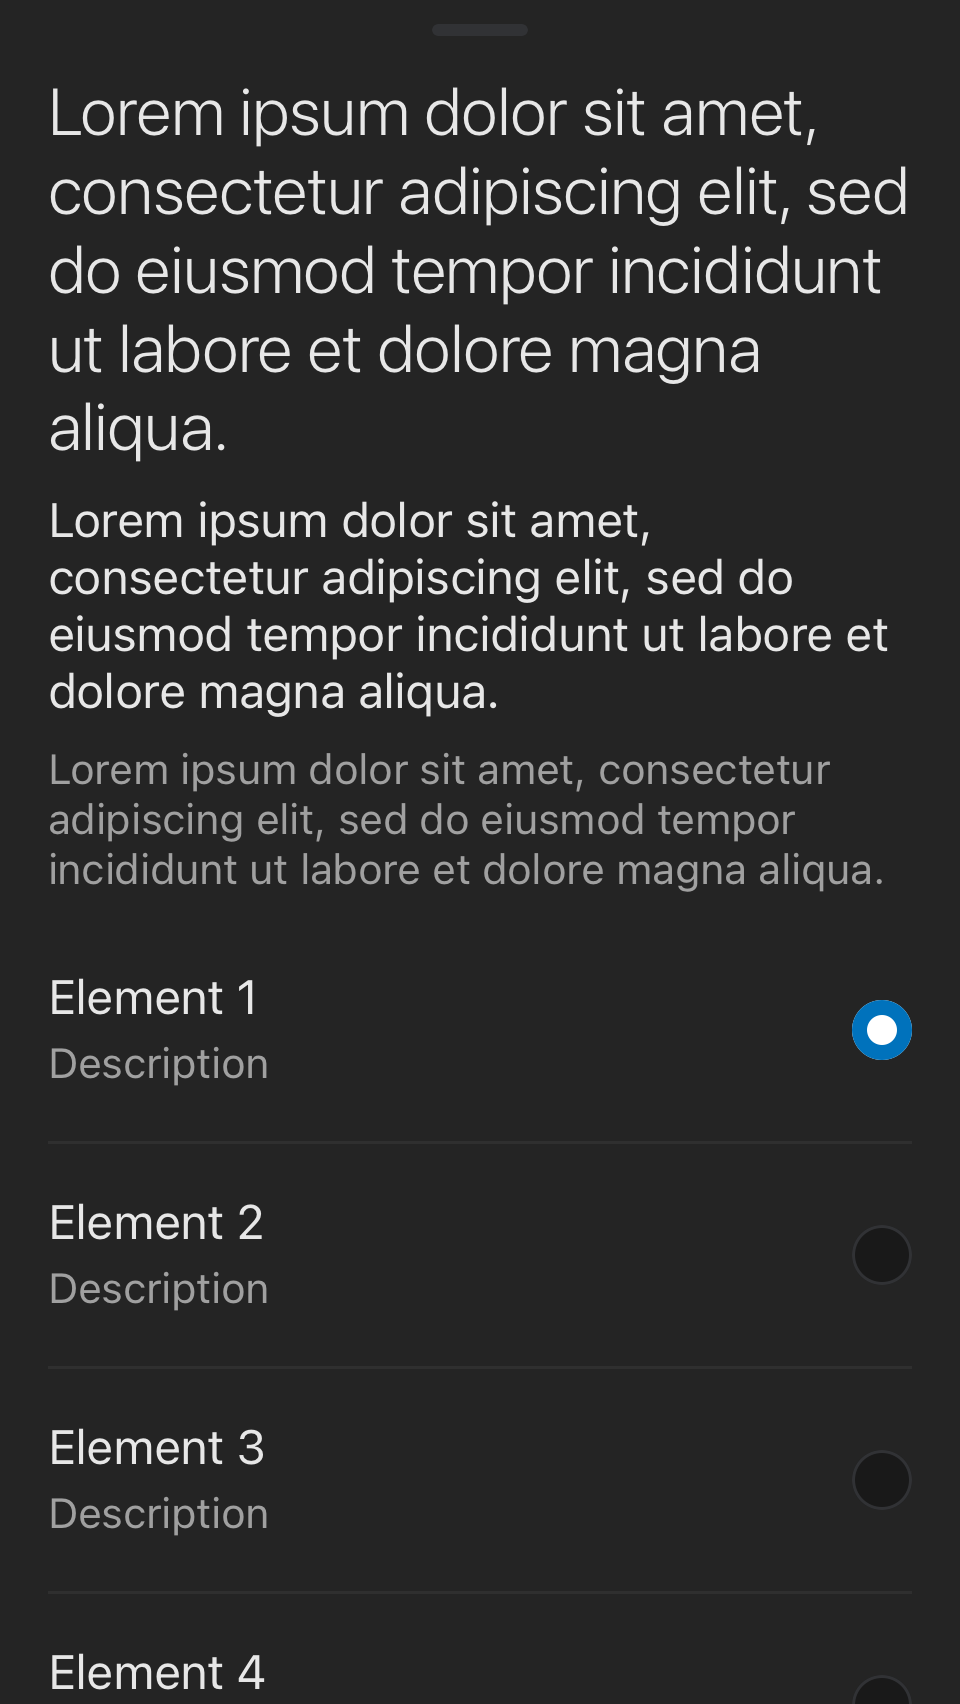 Lorem ipsum dolor sit amet,
consectetur adipiscing elit, sed
do eiusmod tempor incididunt
ut labore et dolore magna
aliqua.
Lorem ipsum dolor sit amet,
consectetur adipiscing elit, sed do
eiusmod tempor incididunt ut labore et
dolore magna aliqua.
Lorem ipsum dolor sit amet, consectetur
adipiscing elit, sed do eiusmod tempor
incididunt ut labore et dolore magna aliqua.
Element 1
Description
Element 2
Description
Element 3
Description
Element 4